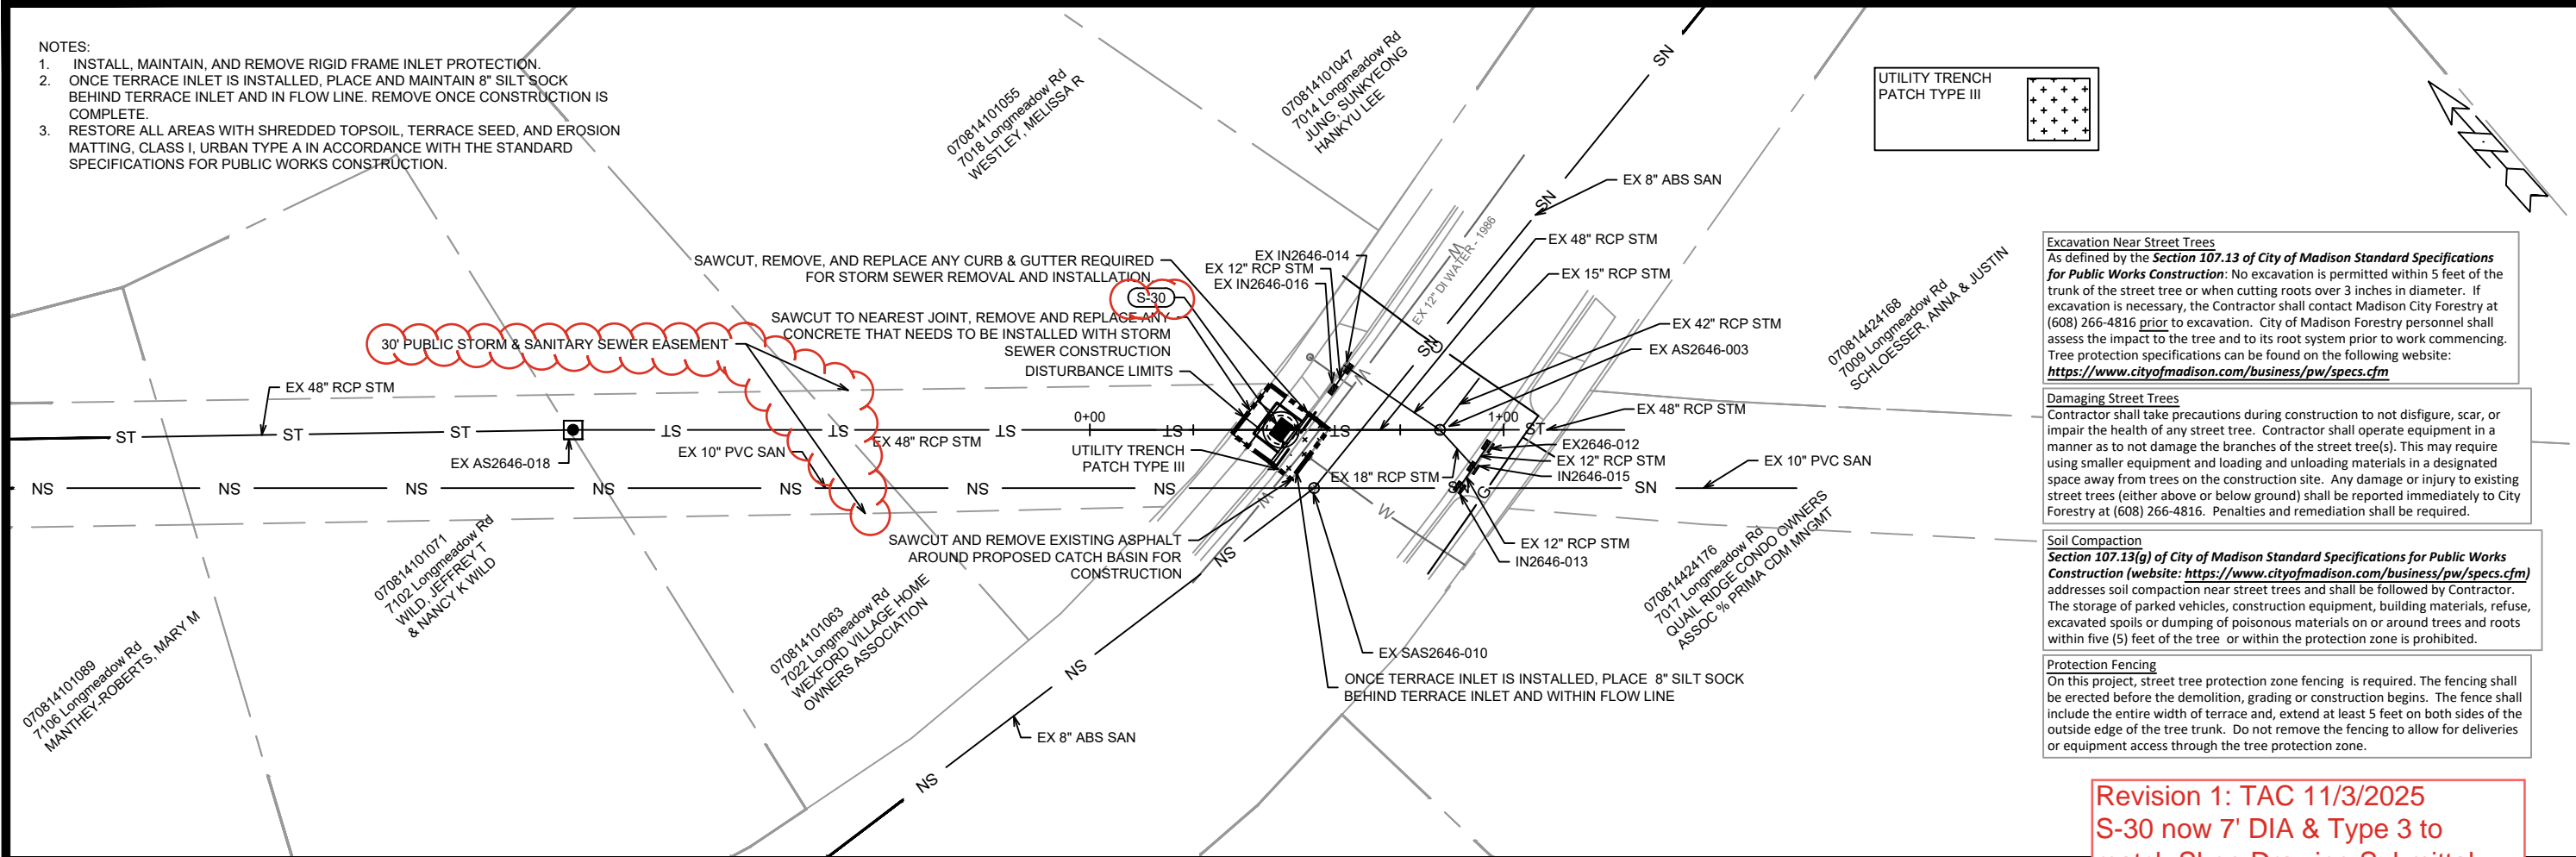 NOTES:
1. INSTALL, MAINTAIN, AND REMOVE RIGID FRAME INLET PROTECTION.
2. ONCE TERRACE INLET IS INSTALLED, PLACE AND MAINTAIN 8" SILT SOCK
BEHIND TERRACE INLET AND IN FLOW LINE. REMOVE ONCE CONSTRUCTION IS
COMPLETE.
3. RESTORE ALL AREAS WITH SHREDDED TOPSOIL, TERRACE SEED, AND EROSION
MATTING, CLASS I, URBAN TYPE A IN ACCORDANCE WITH THE STANDARD
SPECIFICATIONS FOR PUBLIC WORKS CONSTRUCTION.
070814101055
7018 Longmeadow Rd
WESTLEY, MELISSA R
070814101047
7014 Longmeadow Rd
JUNG, SUNKYEONG
HANKYU LEE
UTILITY TRENCH
PATCH TYPE III
SN
SN
SN
EX 8" ABS SAN
EX 48" RCP STM
EX 15" RCP STM
EX 12" DI WATER - 1986
EX IN2646-014
EX 12" RCP STM
EX IN2646-016
SAWCUT, REMOVE, AND REPLACE ANY CURB & GUTTER REQUIRED
FOR STORM SEWER REMOVAL AND INSTALLATION
S-30
SAWCUT TO NEAREST JOINT, REMOVE AND REPLACE ANY
CONCRETE THAT NEEDS TO BE INSTALLED WITH STORM
SEWER CONSTRUCTION
DISTURBANCE LIMITS
30' PUBLIC STORM & SANITARY SEWER EASEMENT
EX 42" RCP STM
EX AS2646-003
070814424168
7009 Longmeadow Rd
SCHLOESSER, ANNA & JUSTIN
EX 48" RCP STM
0+00
1+00
EX 48" RCP STM
ST
ST
ST
ST
ST
EX 48" RCP STM
ST
ST
ST
EX AS2646-018
EX 10" PVC SAN
UTILITY TRENCH
PATCH TYPE III
EX 18" RCP STM
EX2646-012
EX 12" RCP STM
IN2646-015
EX 10" PVC SAN
NS
NS
NS
NS
NS
NS
NS
SN
SN
G
W
W
W
W
SAWCUT AND REMOVE EXISTING ASPHALT
AROUND PROPOSED CATCH BASIN FOR
CONSTRUCTION
NS
EX 12" RCP STM
IN2646-013
070814101071
7102 Longmeadow Rd
WILD, JEFFREY T
& NANCY K WILD
070814101063
7022 Longmeadow Rd
WEXFORD VILLAGE HOME
OWNERS ASSOCIATION
070814101089
7106 Longmeadow Rd
MANTHEY-ROBERTS, MARY M
070814424176
7017 Longmeadow Rd
QUAIL RIDGE CONDO OWNERS
ASSOC % PRIMA CDM MNGMT
EX SAS2646-010
ONCE TERRACE INLET IS INSTALLED, PLACE 8" SILT SOCK
BEHIND TERRACE INLET AND WITHIN FLOW LINE
NS
EX 8" ABS SAN
NS
Excavation Near Street Trees
As defined by the Section 107.13 of City of Madison Standard Specifications
for Public Works Construction: No excavation is permitted within 5 feet of the
trunk of the street tree or when cutting roots over 3 inches in diameter. If
excavation is necessary, the Contractor shall contact Madison City Forestry at
(608) 266-4816 prior to excavation. City of Madison Forestry personnel shall
assess the impact to the tree and to its root system prior to work commencing.
Tree protection specifications can be found on the following website:
https://www.cityofmadison.com/business/pw/specs.cfm
Damaging Street Trees
Contractor shall take precautions during construction to not disfigure, scar, or
impair the health of any street tree. Contractor shall operate equipment in a
manner as to not damage the branches of the street tree(s). This may require
using smaller equipment and loading and unloading materials in a designated
space away from trees on the construction site. Any damage or injury to existing
street trees (either above or below ground) shall be reported immediately to City
Forestry at (608) 266-4816. Penalties and remediation shall be required.
Soil Compaction
Section 107.13(g) of City of Madison Standard Specifications for Public Works
Construction (website: https://www.cityofmadison.com/business/pw/specs.cfm)
addresses soil compaction near street trees and shall be followed by Contractor.
The storage of parked vehicles, construction equipment, building materials, refuse,
excavated spoils or dumping of poisonous materials on or around trees and roots
within five (5) feet of the tree or within the protection zone is prohibited.
Protection Fencing
On this project, street tree protection zone fencing is required. The fencing shall
be erected before the demolition, grading or construction begins. The fence shall
include the entire width of terrace and, extend at least 5 feet on both sides of the
outside edge of the tree trunk. Do not remove the fencing to allow for deliveries
or equipment access through the tree protection zone.
Revision 1: TAC 11/3/2025
S-30 now 7' DIA & Type 3 to
match Shop Drawing Submittal